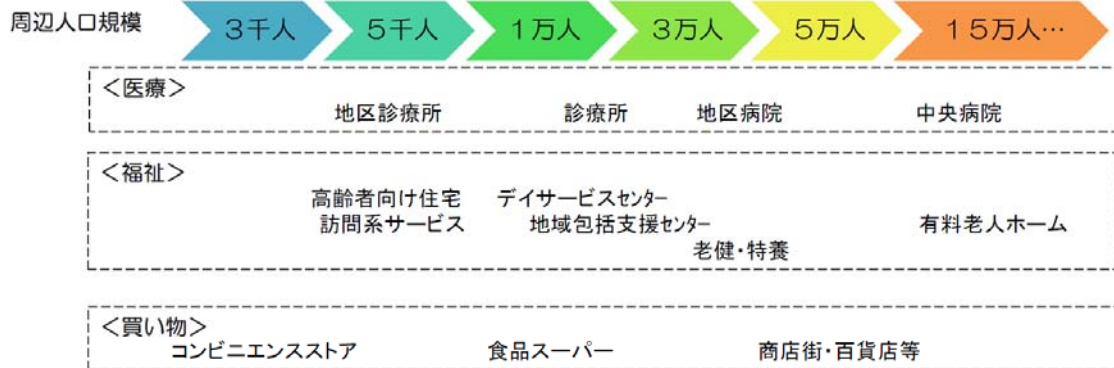 周辺人口規模 3千人 5千人 1万人 3万人 5万人 15万人…
＜医療＞
地区診療所 診療所 地区病院 中央病院
＜福祉＞
高齢者向け住宅 デイサービスセンター
訪問系サービス 地域包括支援センター 有料老人ホーム
老健・特養
＜買い物＞
コンビニエンスストア 食品スーパー 商店街・百貨店等